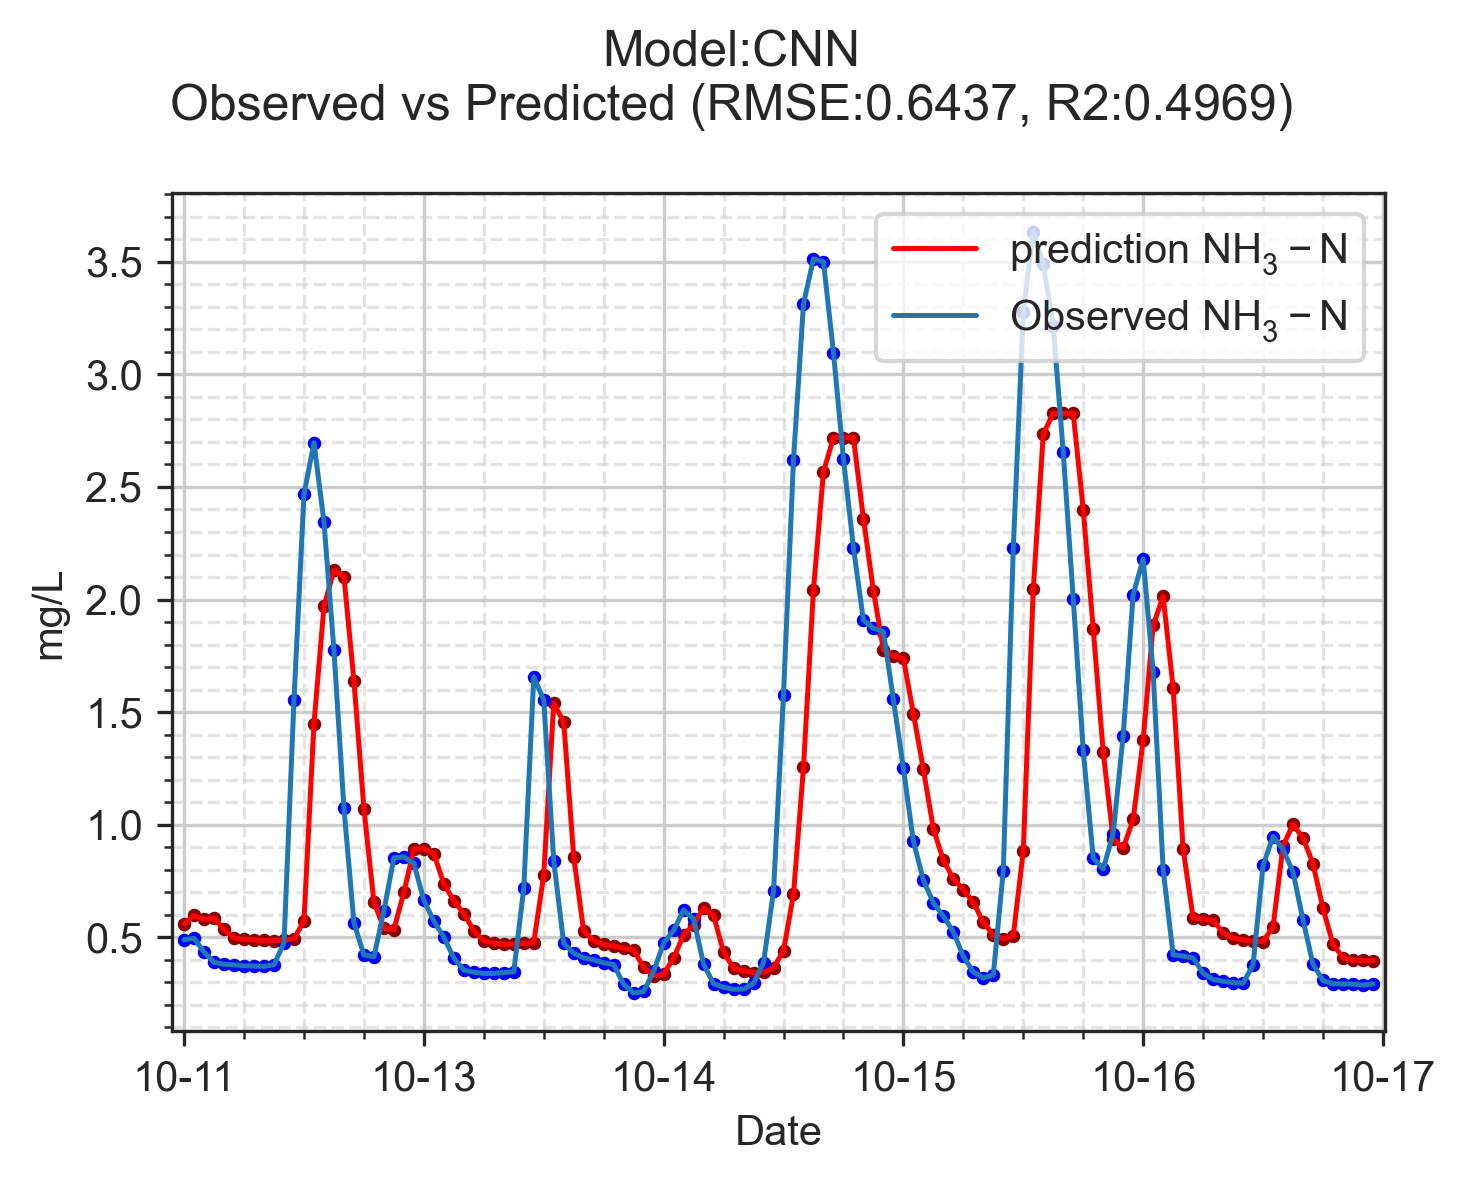 Model:CNN
Observed vs Predicted (RMSE:0.6437, R2:0.4969)
prediction NH₃ − N
Observed NH₃ − N
3.5
3.0
2.5
2.0
1.5
1.0
0.5
mg/L
10-11 10-13 10-14 10-15 10-16 10-17
Date